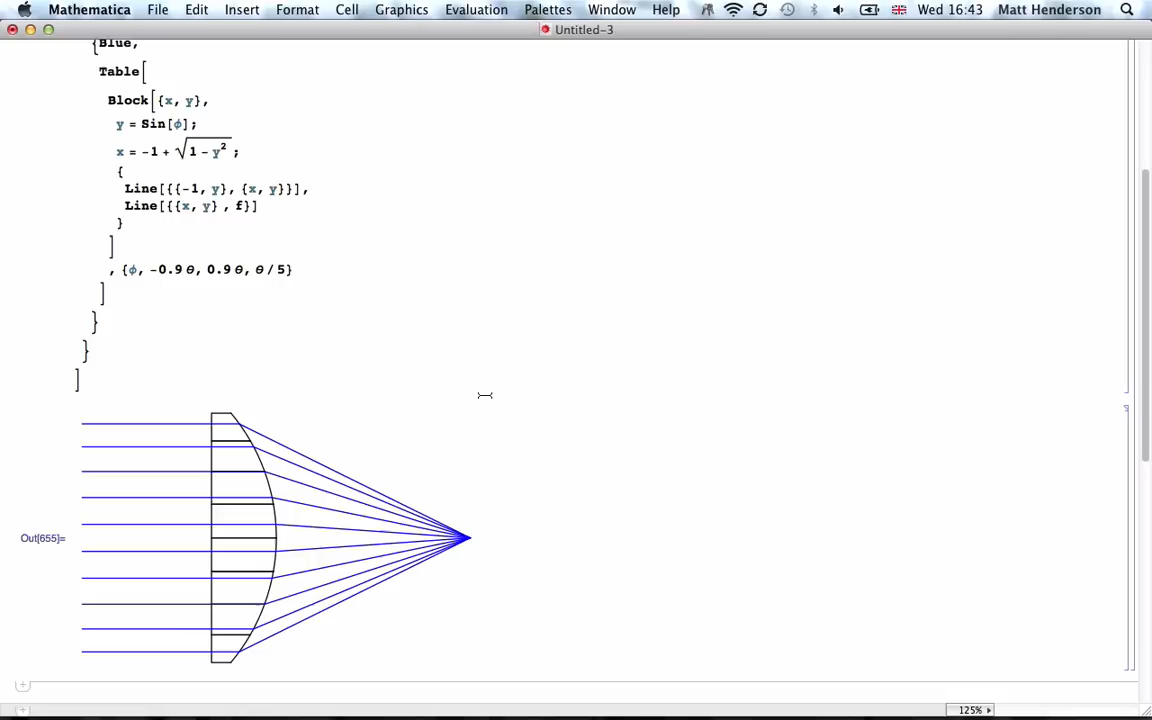 Mathematica File Edit Insert Format Cell Graphics Evaluation Palettes Window Help Wed 16:43 Matt Henderson
Untitled-3
{Blue,
Table[
Block[{x, y},
y = Sin[ϕ];
x = -1 + √(1 - y²) ;
{
Line[{{-1, y}, {x, y}}],
Line[{{x, y} , f}]
}
]
, {ϕ, -0.9 θ, 0.9 θ, θ / 5}
]
}
}
]
Out[655]=
125%